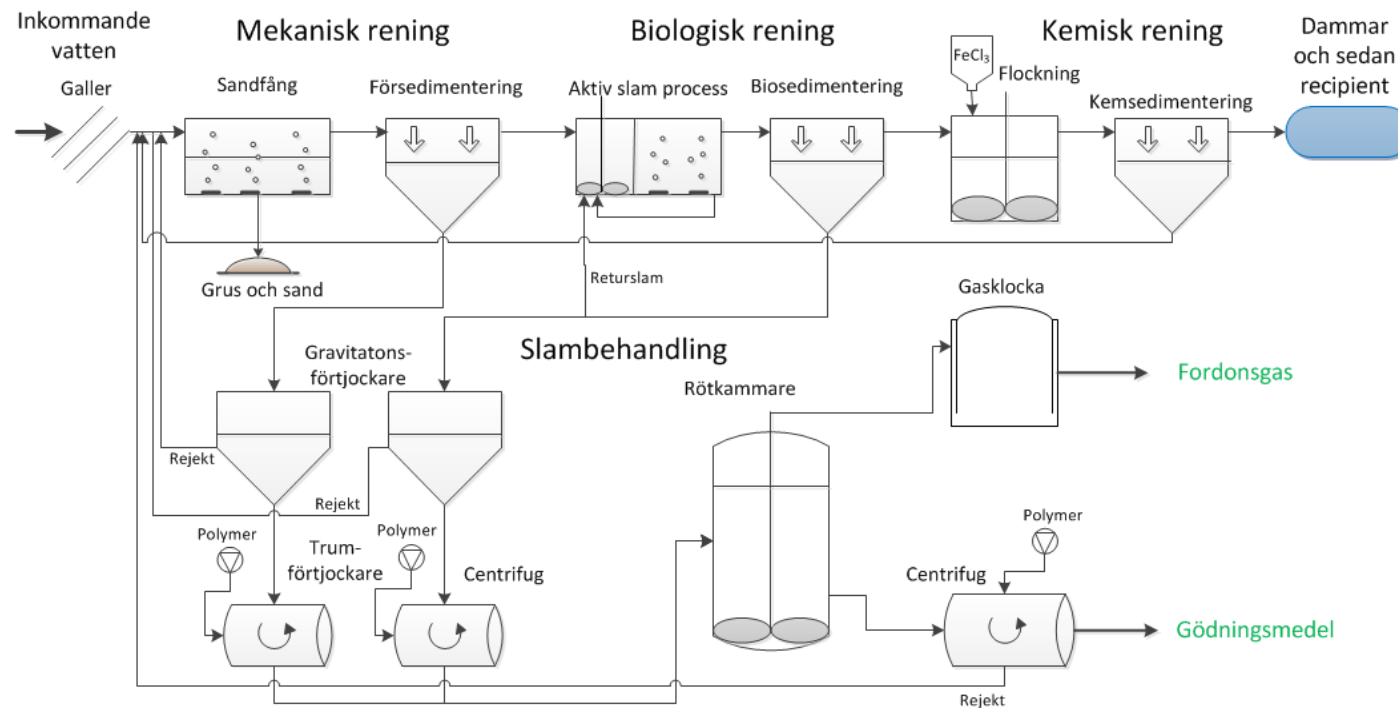 Inkommande
vatten
Mekanisk rening
Biologisk rening
Kemisk rening
Dammar
och sedan
recipient
Galler
Sandfång
Försedimentering
Aktiv slam process
Biosedimentering
FeCl₃
Flockning
Kemsedimentering
Grus och sand
Returslam
Gasklocka
Slambehandling
Gravitatons-
förtjockare
Rötkammare
Fordonsgas
Rejekt
Rejekt
Polymer
Polymer
Polymer
Trum-
förtjockare
Centrifug
Centrifug
Gödningsmedel
Rejekt